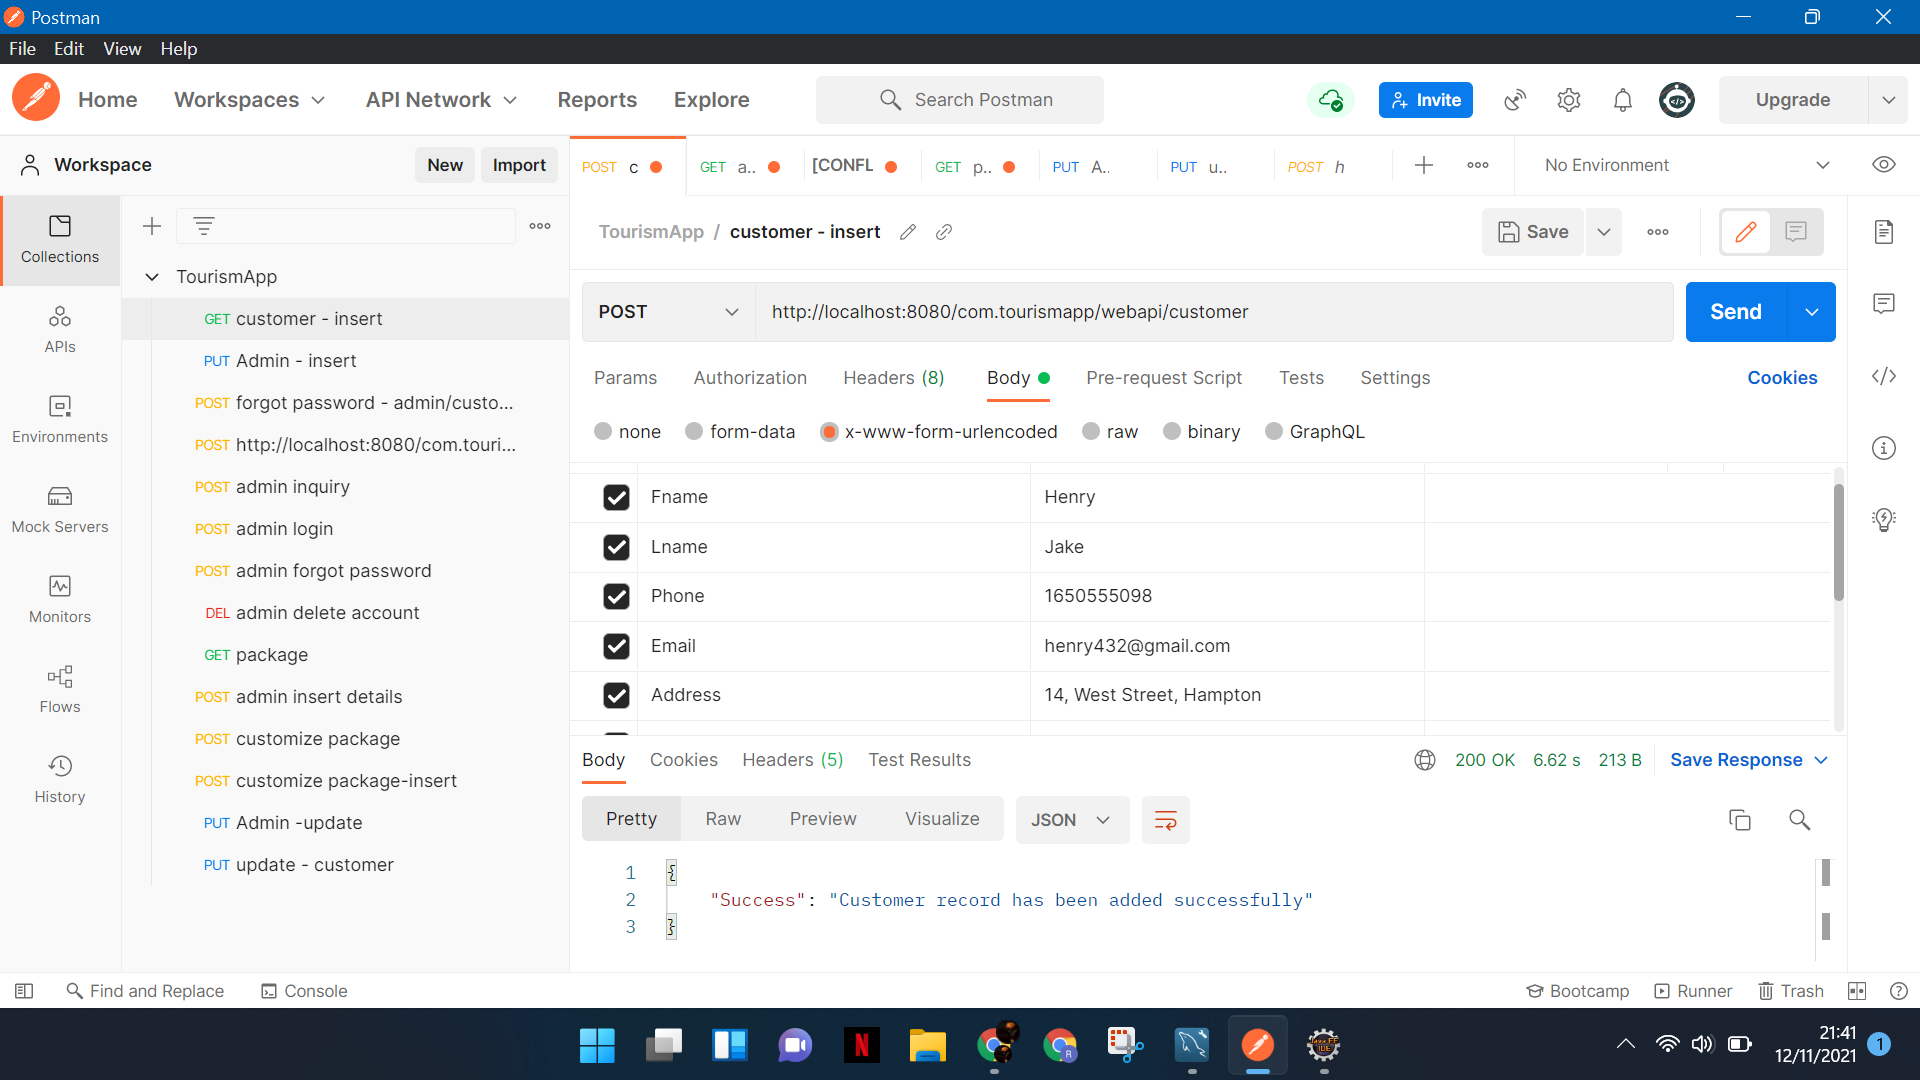 Postman
File Edit View Help
Home Workspaces API Network Reports Explore Search Postman Invite Upgrade
Workspace New Import
POST c GET a.. [CONFL GET p.. PUT A.. PUT u.. POST h No Environment
Collections
APIs
Environments
Mock Servers
Monitors
Flows
History
TourismApp
GET customer - insert
PUT Admin - insert
POST forgot password - admin/custo...
POST http://localhost:8080/com.touri...
POST admin inquiry
POST admin login
POST admin forgot password
DEL admin delete account
GET package
POST admin insert details
POST customize package
POST customize package-insert
PUT Admin -update
PUT update - customer
TourismApp / customer - insert Save
POST http://localhost:8080/com.tourismapp/webapi/customer Send
Params Authorization Headers (8) Body Pre-request Script Tests Settings Cookies
none form-data x-www-form-urlencoded raw binary GraphQL
Fname Henry
Lname Jake
Phone 1650555098
Email henry432@gmail.com
Address 14, West Street, Hampton
Body Cookies Headers (5) Test Results 200 OK 6.62 s 213 B Save Response
Pretty Raw Preview Visualize JSON
1 {
2 "Success": "Customer record has been added successfully"
3 }
Find and Replace Console Bootcamp Runner Trash
21:41
12/11/2021 1